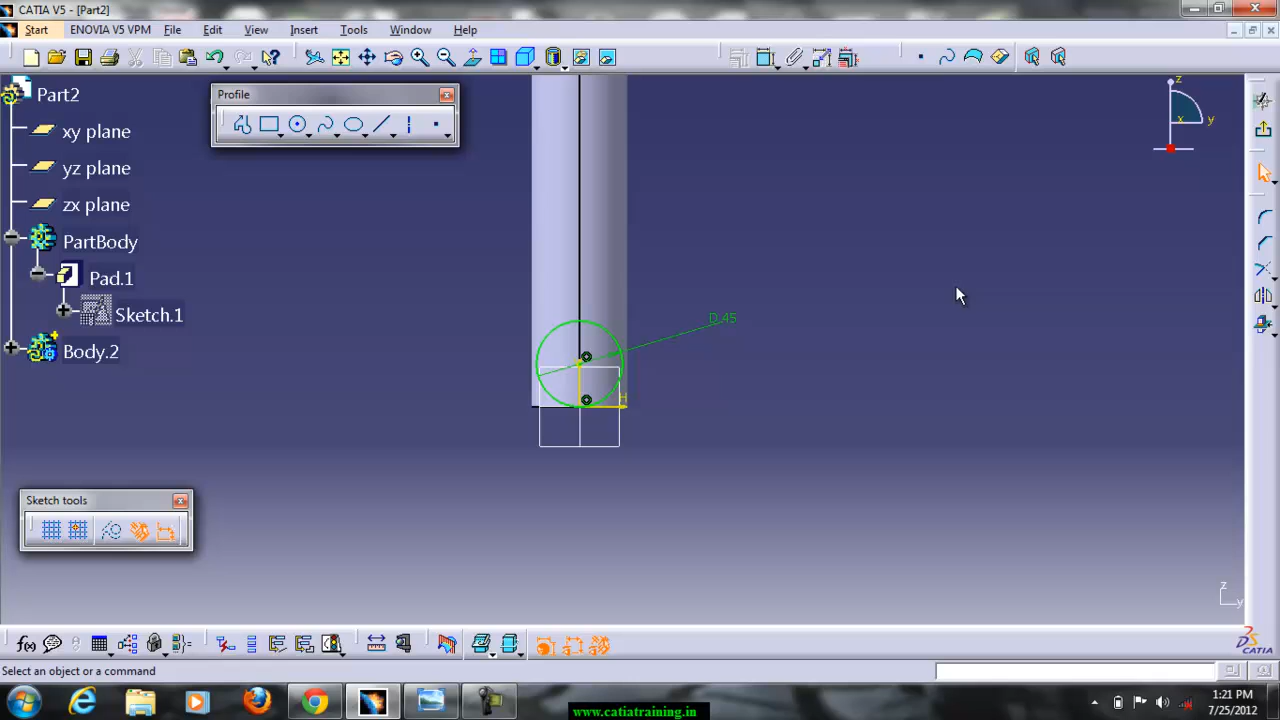 CATIA V5 - [Part2]
Start
ENOVIA V5 VPM
File
Edit
View
Insert
Tools
Window
Help
Profile
Part2
xy plane
yz plane
zx plane
PartBody
Pad.1
Sketch.1
Body.2
z
x
y
D 45
H
Sketch tools
z
y
f(x)
CATIA
Select an object or a command
1:21 PM
7/25/2012
www.catiatraining.in